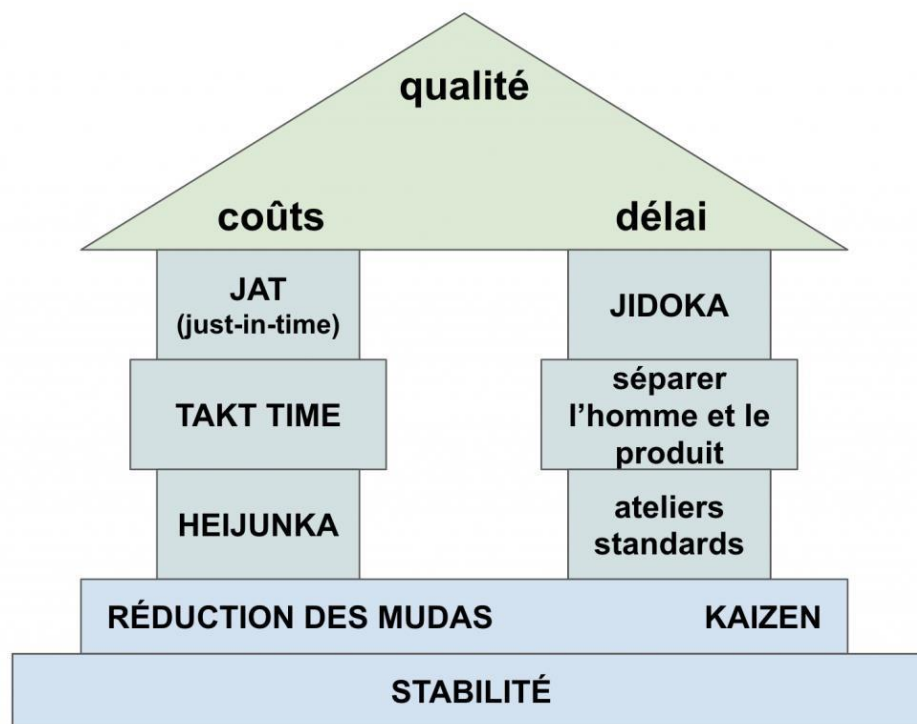 qualité
coûts
délai
JAT
(just-in-time)
JIDOKA
TAKT TIME
séparer
l’homme et le
produit
HEIJUNKA
ateliers
standards
RÉDUCTION DES MUDAS
KAIZEN
STABILITÉ